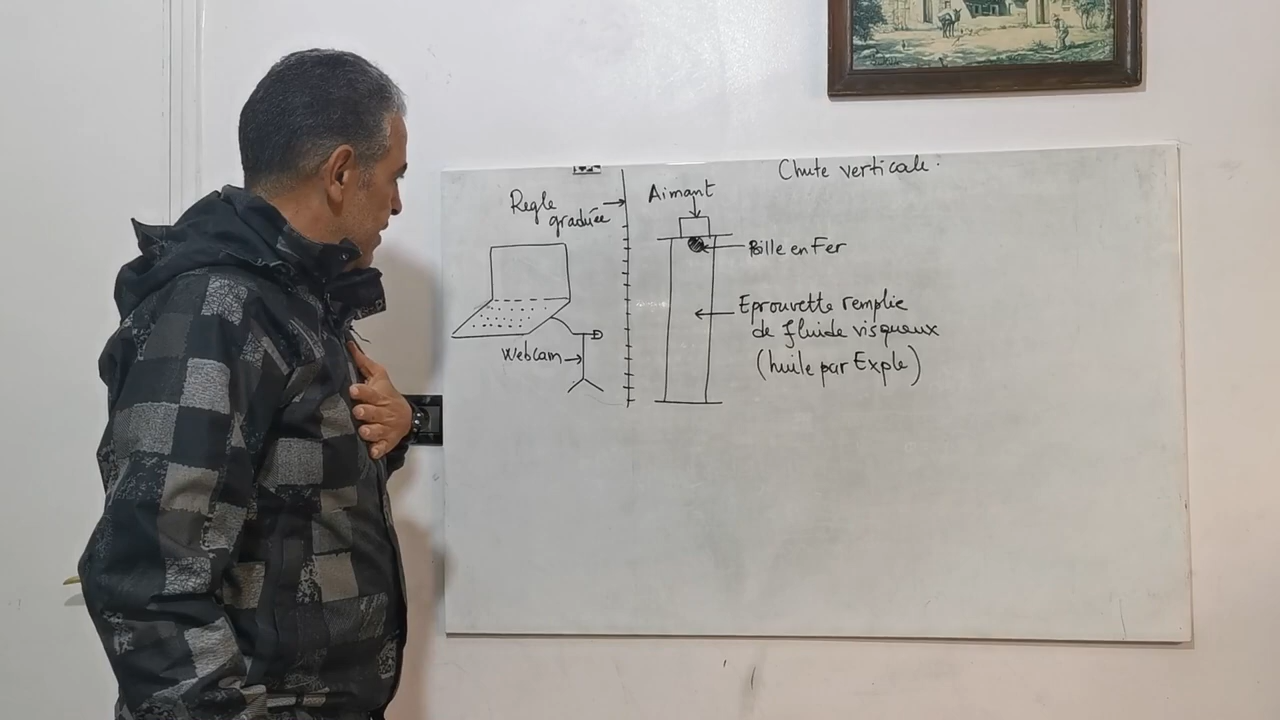 Chute verticale.
Regle
graduée
Aimant
Bille en Fer
Eprouvette remplie
de fluide visqueux
(huile par Exple)
Webcam